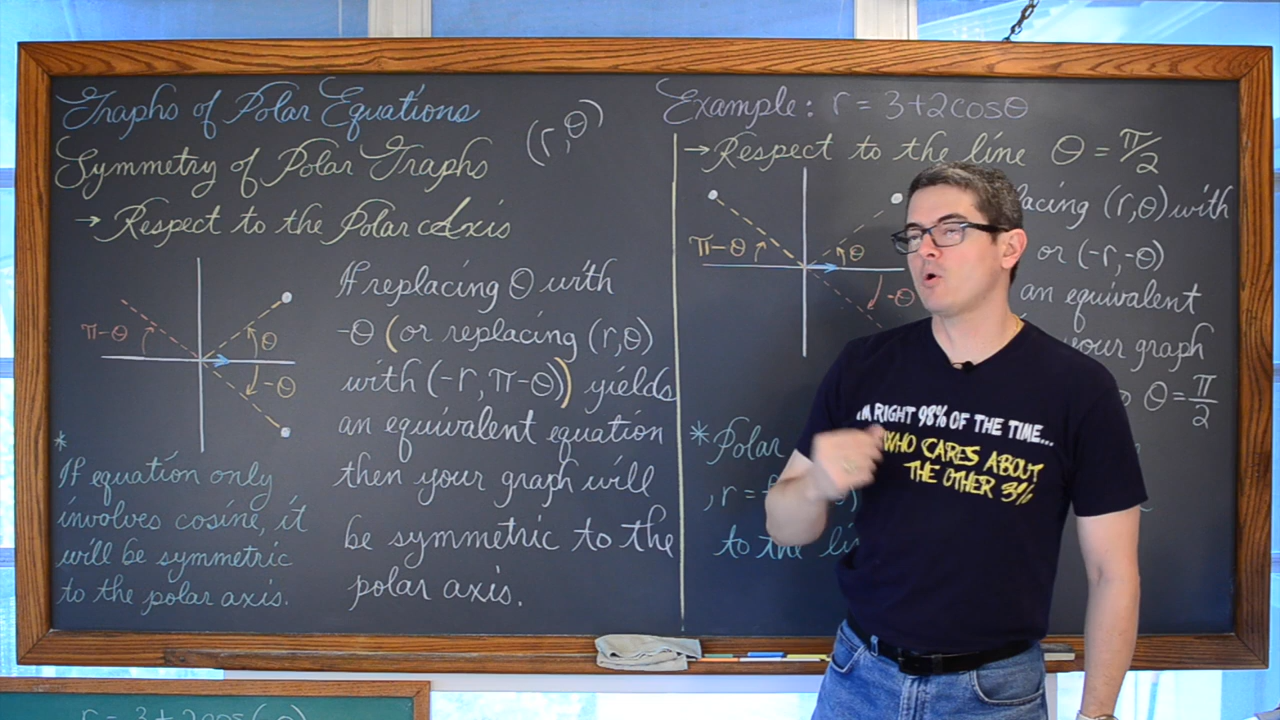 Graphs of Polar Equations
(r,θ)
Symmetry of Polar Graphs
→ Respect to the Polar Axis
π-θ
θ
-θ
If replacing θ with
-θ (or replacing (r,θ)
with (-r, π-θ)) yields
an equivalent equation
then your graph will
be symmetric to the
polar axis.
*
If equation only
involves cosine, it
will be symmetric
to the polar axis.
Example: r = 3+2cosθ
→ Respect to the line θ = π/2
π-θ
θ
-θ
(r,θ) with
or (-r,-θ)
an equivalent
your graph
θ = π/2
* Polar
, r =
to the
RIGHT 98% OF THE TIME...
WHO CARES ABOUT
THE OTHER 3%
r = 3+2cos(θ)